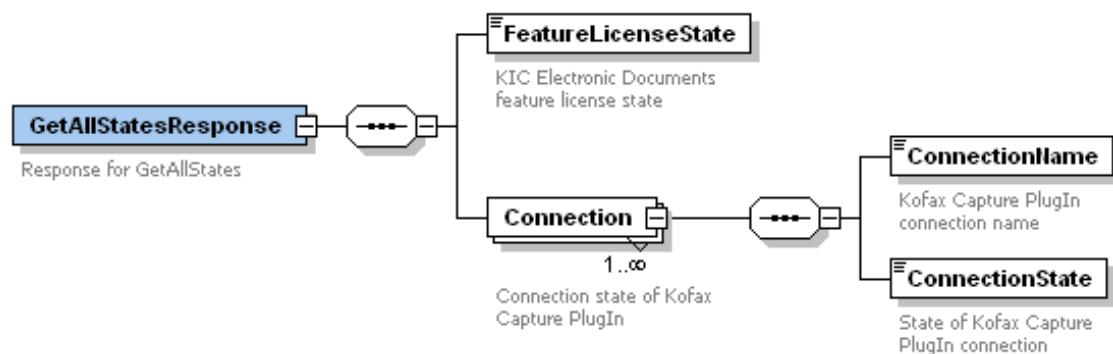 FeatureLicenseState
KIC Electronic Documents
feature license state
GetAllStatesResponse
Response for GetAllStates
Connection
1..∞
Connection state of Kofax
Capture PlugIn
ConnectionName
Kofax Capture PlugIn
connection name
ConnectionState
State of Kofax Capture
PlugIn connection